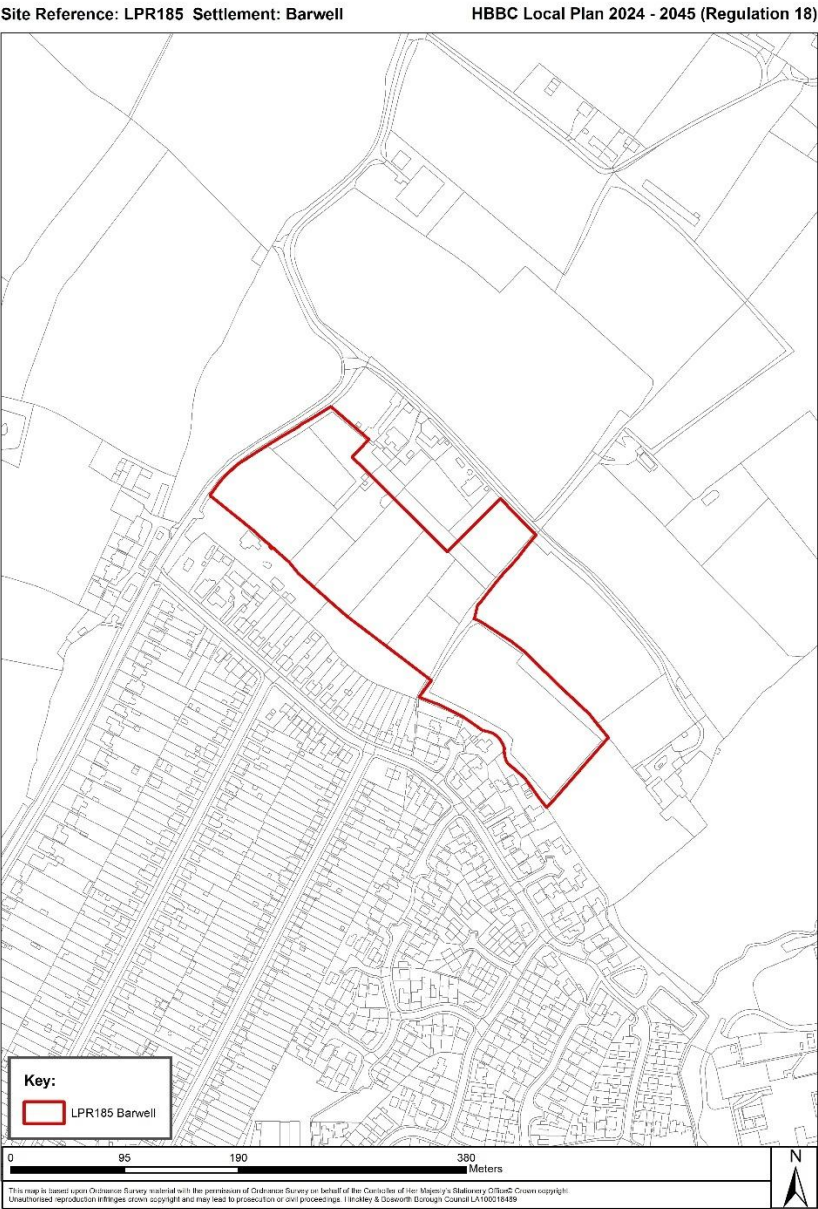 Site Reference: LPR185 Settlement: Barwell HBBC Local Plan 2024 - 2045 (Regulation 18)
Key:
LPR185 Barwell
0 95 190 380
Meters
N
This map is based upon Ordnance Survey material with the permission of Ordnance Survey on behalf of the Controller of Her Majesty's Stationery Office© Crown copyright.
Unauthorised reproduction infringes crown copyright and may lead to prosecution or civil proceedings. Hinckley & Bosworth Borough Council LA100018489